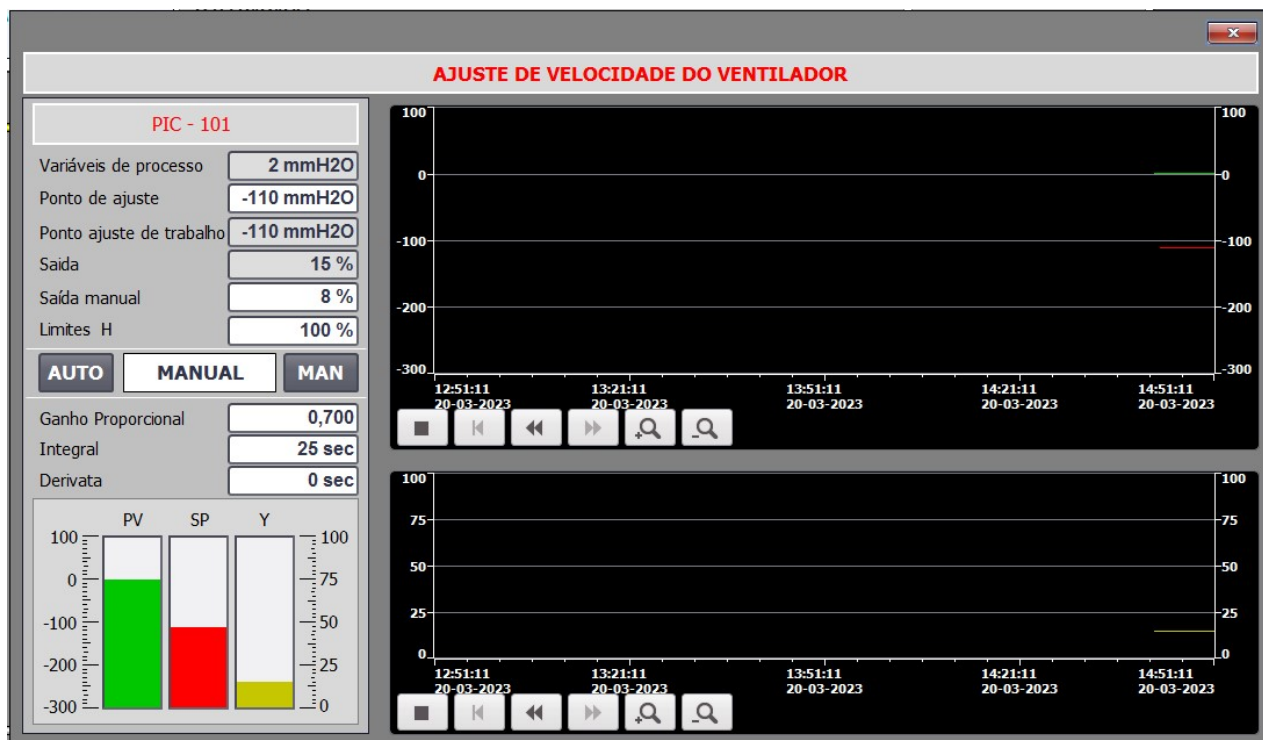 x
AJUSTE DE VELOCIDADE DO VENTILADOR
PIC - 101
Variáveis de processo 2 mmH2O
Ponto de ajuste -110 mmH2O
Ponto ajuste de trabalho -110 mmH2O
Saida 15 %
Saída manual 8 %
Limites H 100 %
AUTO MANUAL MAN
Ganho Proporcional 0,700
Integral 25 sec
Derivata 0 sec
PV SP Y
100 100
0 75
-100 50
-200 25
-300 0
100 100
0 0
-100 -100
-200 -200
-300 -300
12:51:11 13:21:11 13:51:11 14:21:11 14:51:11
20-03-2023 20-03-2023 20-03-2023 20-03-2023 20-03-2023
100 100
75 75
50 50
25 25
0 0
12:51:11 13:21:11 13:51:11 14:21:11 14:51:11
20-03-2023 20-03-2023 20-03-2023 20-03-2023 20-03-2023